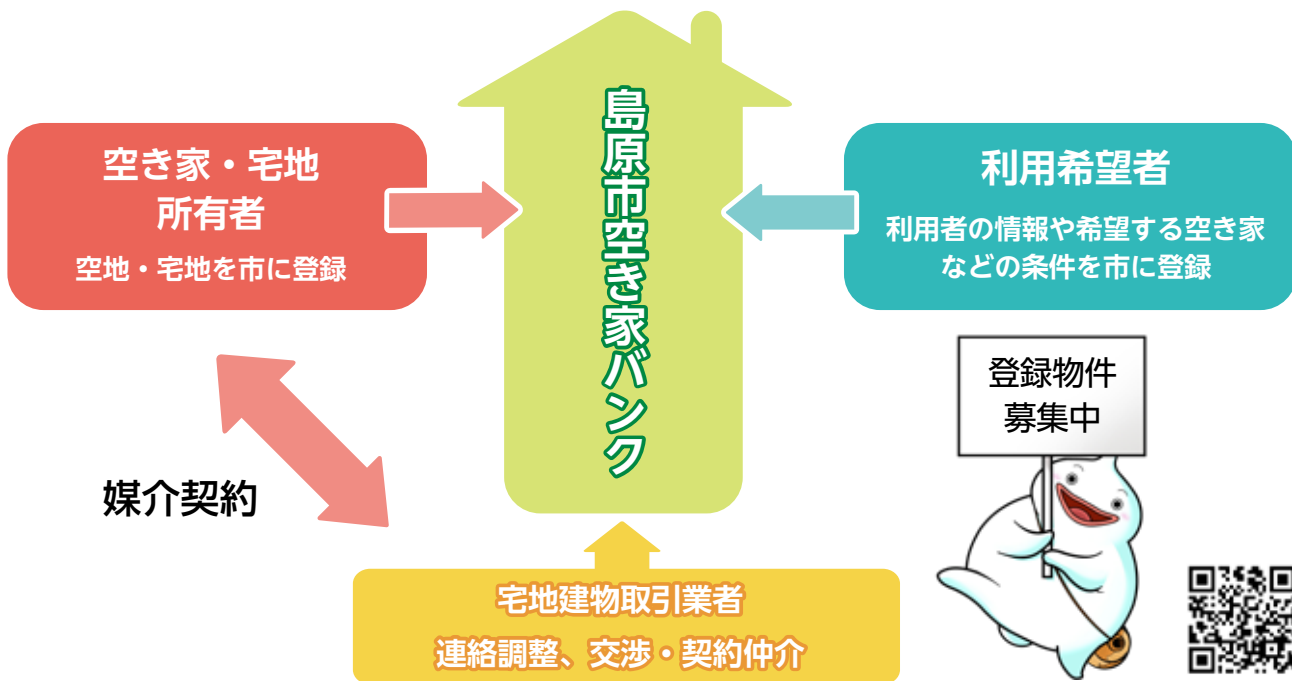 空き家・宅地
所有者
空地・宅地を市に登録
島原市空き家バンク
利用希望者
利用者の情報や希望する空き家
などの条件を市に登録
登録物件
募集中
媒介契約
宅地建物取引業者
連絡調整、交渉・契約仲介